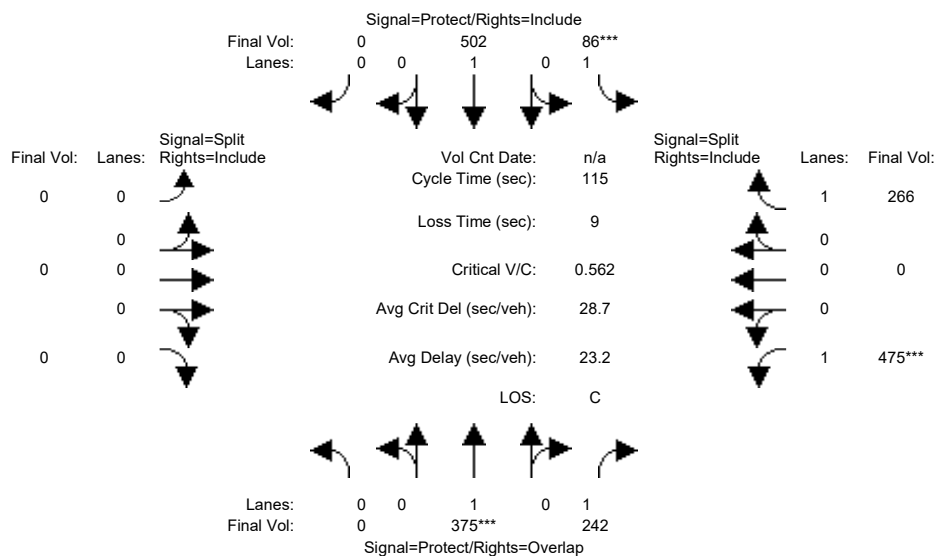 Signal=Protect/Rights=Include
Final Vol: 0 502 86***
Lanes: 0 0 1 0 1
Signal=Split
Final Vol: Lanes: Rights=Include
Vol Cnt Date: n/a
Signal=Split
Rights=Include Lanes: Final Vol:
Cycle Time (sec): 115
0 0
1 266
Loss Time (sec): 9
0
0
0 0
Critical V/C: 0.562
0 0
0
Avg Crit Del (sec/veh): 28.7
0
0 0
Avg Delay (sec/veh): 23.2
1 475***
LOS: C
Lanes: 0 0 1 0 1
Final Vol: 0 375*** 242
Signal=Protect/Rights=Overlap